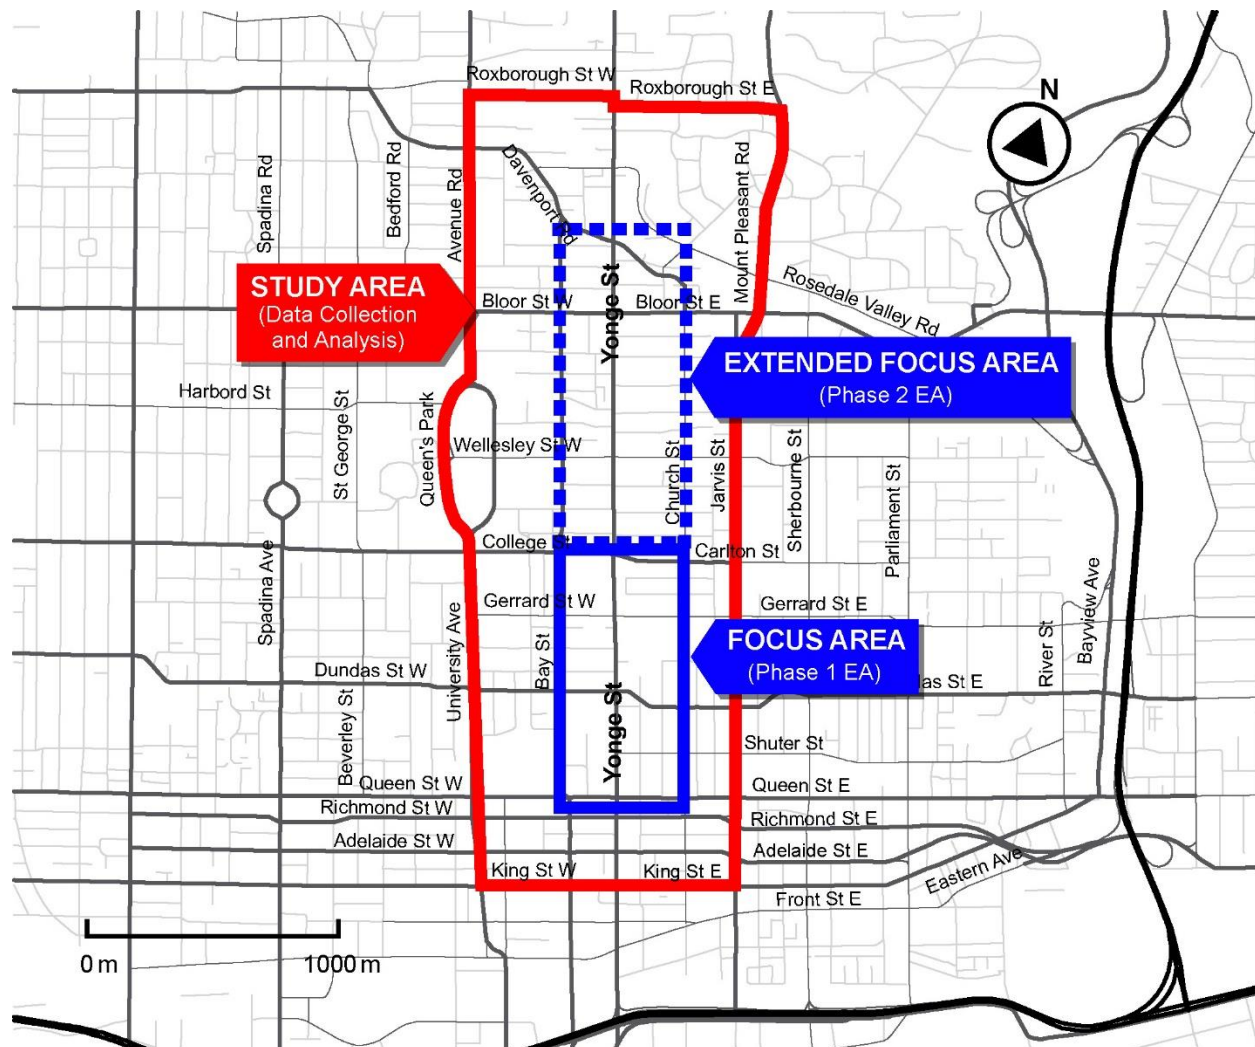 Roxborough St W
Roxborough St E
N
Spadina Rd
Bedford Rd
Avenue Rd
Davenport Rd
Mount Pleasant Rd
STUDY AREA
(Data Collection
and Analysis)
Bloor St W
Yonge St
Bloor St E
Rosedale Valley Rd
EXTENDED FOCUS AREA
(Phase 2 EA)
Harbord St
St George St
Queen's Park
Wellesley St W
Church St
Jarvis St
Sherbourne St
Parliament St
College St
Carlton St
Spadina Ave
Gerrard St W
Gerrard St E
University Ave
Bay St
FOCUS AREA
(Phase 1 EA)
River St
Bayview Ave
Dundas St W
las St E
Beverley St
Yonge St
Shuter St
Queen St W
Queen St E
Richmond St W
Richmond St E
Adelaide St W
Adelaide St E
King St W
King St E
Eastern Ave
Front St E
0 m
1000 m